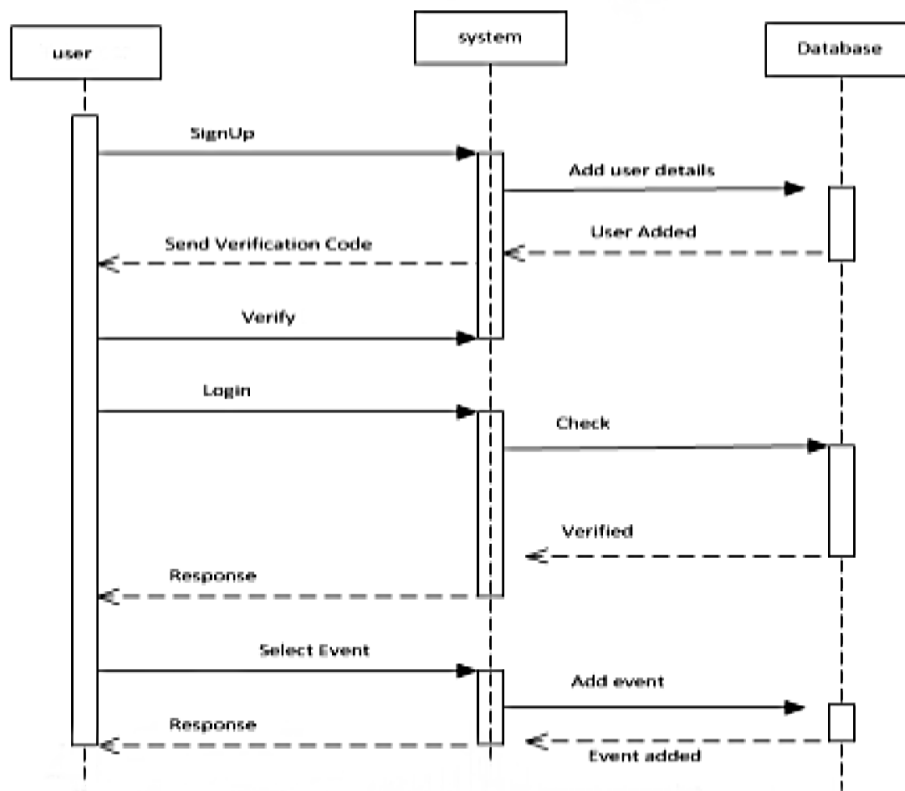 user
system
Database
SignUp
Add user details
User Added
Send Verification Code
Verify
Login
Check
Verified
Response
Select Event
Add event
Response
Event added